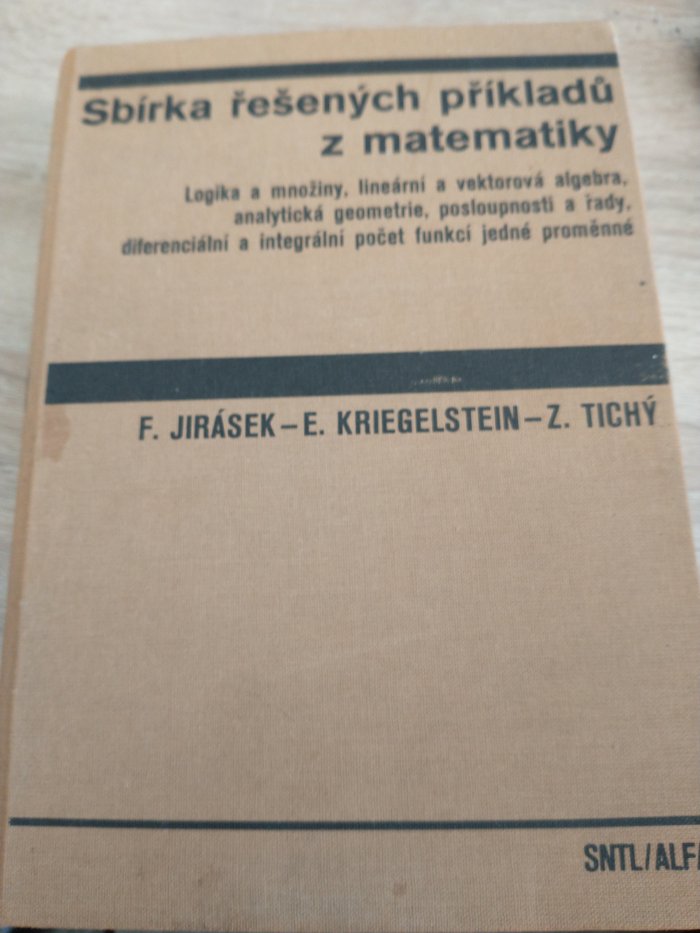 Sbírka řešených příkladů
z matematiky
Logika a množiny, lineární a vektorová algebra,
analytická geometrie, posloupnosti a řady,
diferenciální a integrální počet funkcí jedné proměnné
F. JIRÁSEK – E. KRIEGELSTEIN – Z. TICHÝ
SNTL/ALFA